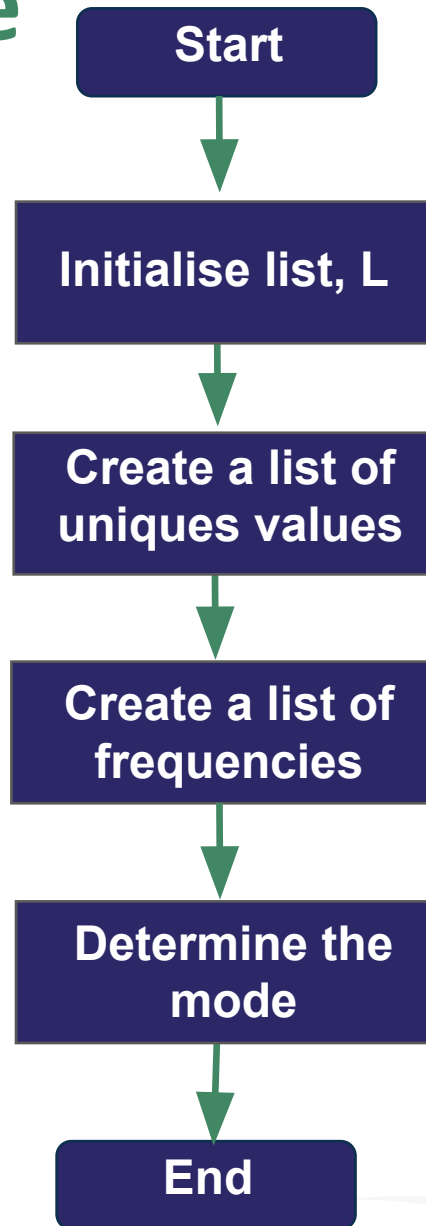 e
Start
Initialise list, L
Create a list of
uniques values
Create a list of
frequencies
Determine the
mode
End